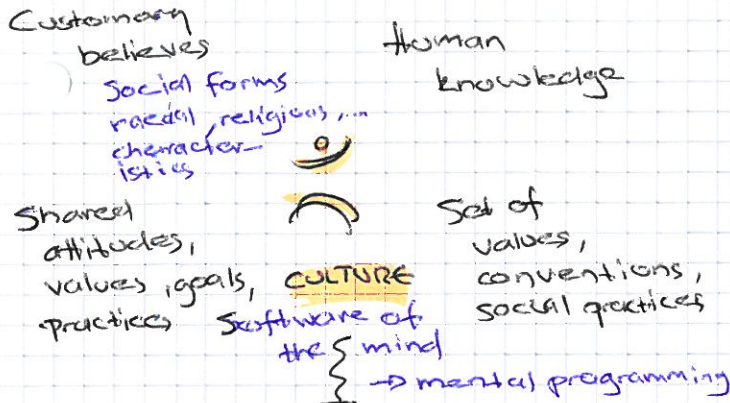 Customary
believes
social forms
racial, religious, ...
character-
istics
Human
knowledge
Shared
attitudes,
values, goals,
practices
Set of
values,
conventions,
social practices
CULTURE
Software of
the mind
→ mental programming